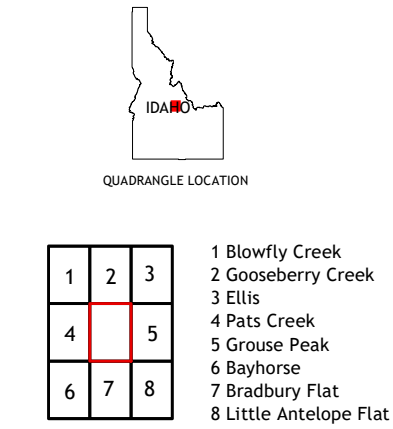 IDAHO
QUADRANGLE LOCATION
1 2 3
4 5
6 7 8
1 Blowfly Creek
2 Gooseberry Creek
3 Ellis
4 Pats Creek
5 Grouse Peak
6 Bayhorse
7 Bradbury Flat
8 Little Antelope Flat